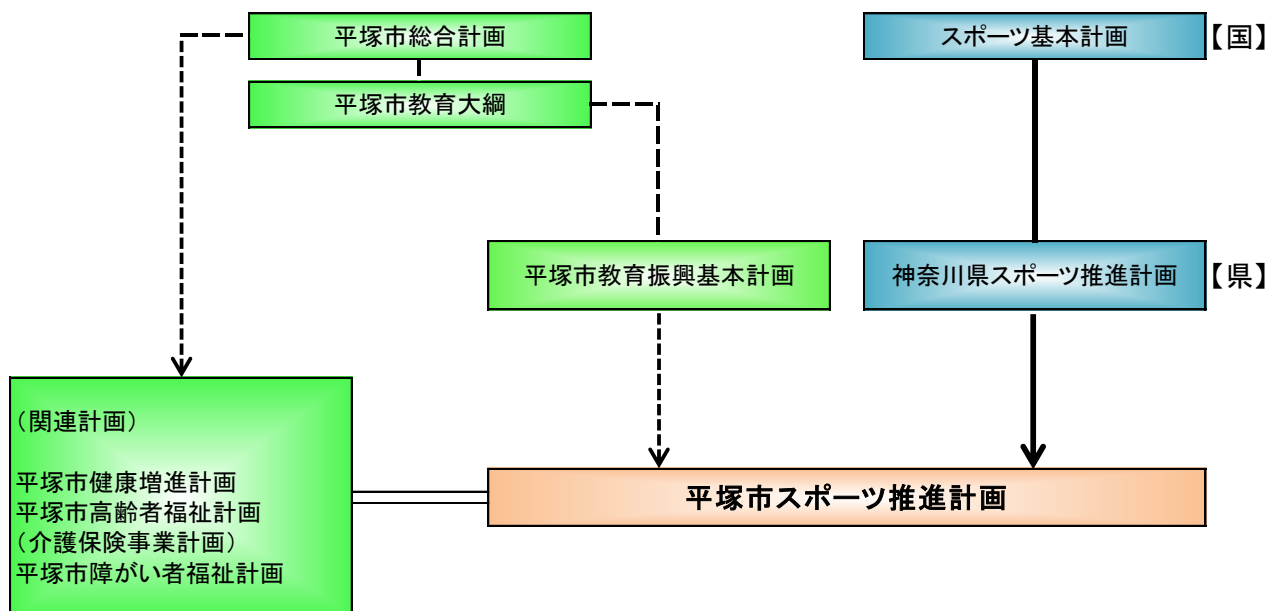 平塚市総合計画
スポーツ基本計画
【国】
平塚市教育大綱
平塚市教育振興基本計画
神奈川県スポーツ推進計画
【県】
（関連計画）
平塚市健康増進計画
平塚市高齢者福祉計画
（介護保険事業計画）
平塚市障がい者福祉計画
平塚市スポーツ推進計画